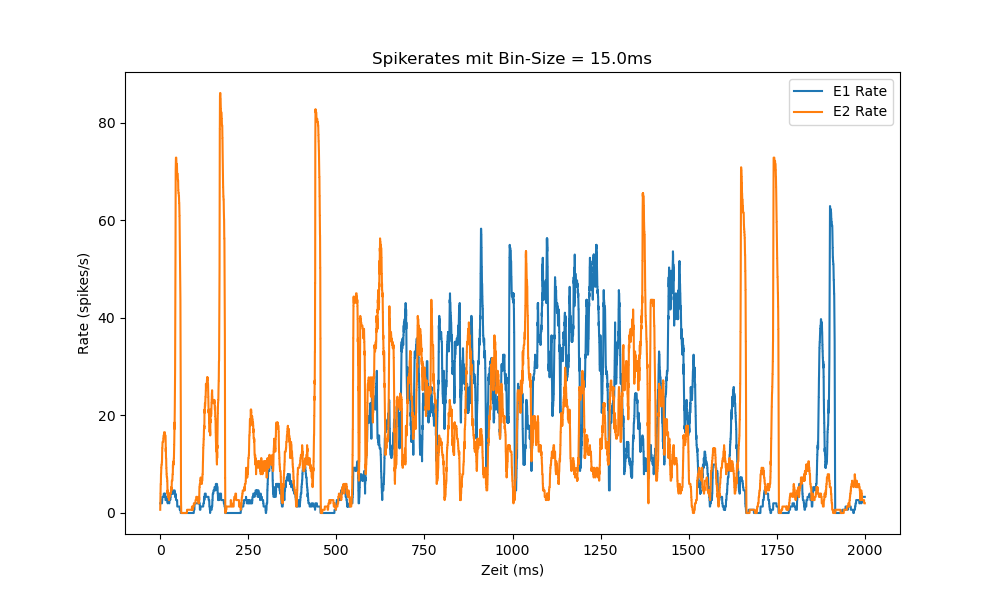 Spikerates mit Bin-Size = 15.0ms
E1 Rate
E2 Rate
80
60
40
20
0
Rate (spikes/s)
0 250 500 750 1000 1250 1500 1750 2000
Zeit (ms)